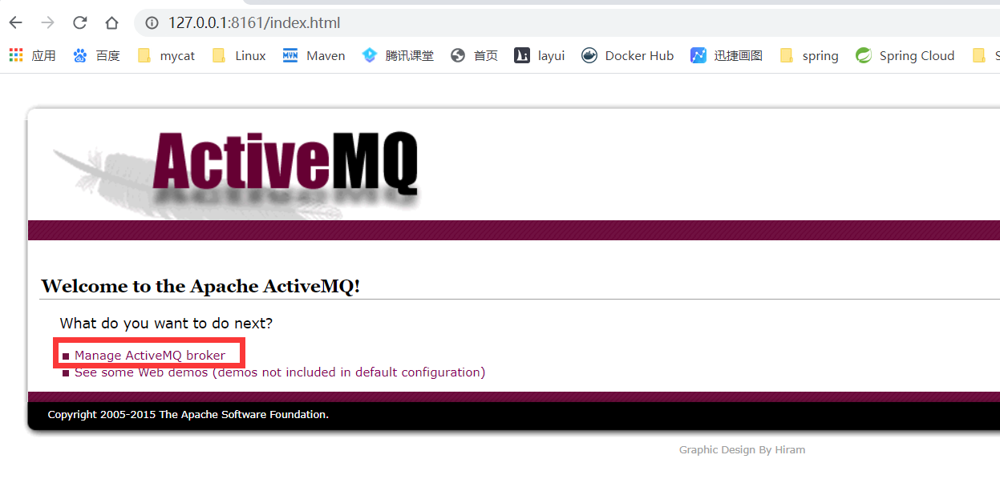 127.0.0.1:8161/index.html
应用 百度 mycat Linux Maven 腾讯课堂 首页 layui Docker Hub 迅捷画图 spring Spring Cloud S
ActiveMQ
Welcome to the Apache ActiveMQ!
What do you want to do next?
Manage ActiveMQ broker
See some Web demos (demos not included in default configuration)
Copyright 2005-2015 The Apache Software Foundation.
Graphic Design By Hiram